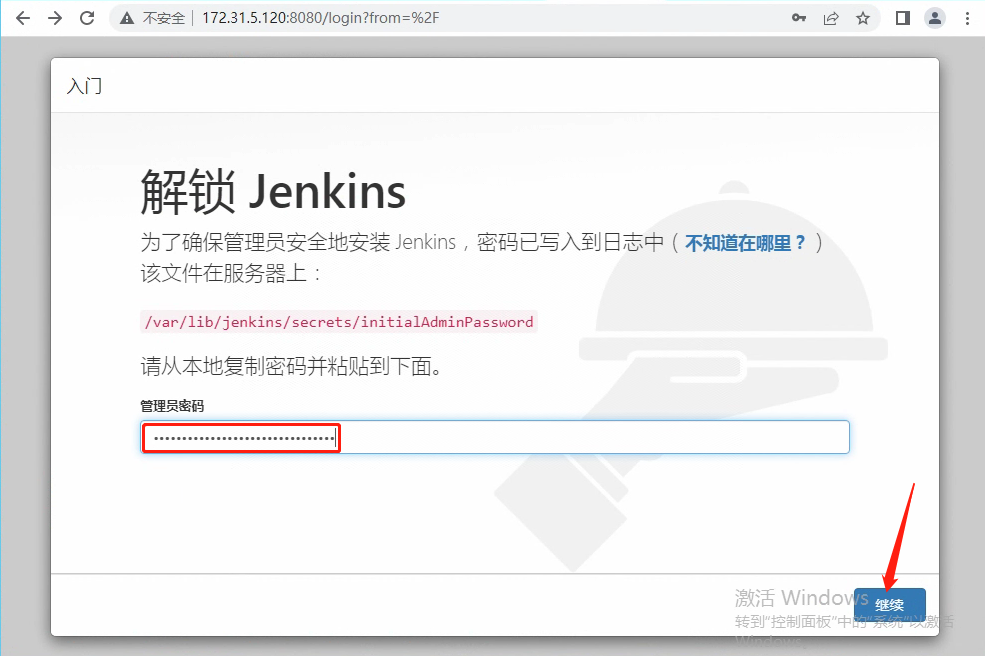 不安全 172.31.5.120:8080/login?from=%2F
入门
解锁 Jenkins
为了确保管理员安全地安装 Jenkins，密码已写入到日志中（不知道在哪里？）
该文件在服务器上：
/var/lib/jenkins/secrets/initialAdminPassword
请从本地复制密码并粘贴到下面。
管理员密码
激活 Windows
继续
转到“控制面板”中的“系统”以激活
Windows。